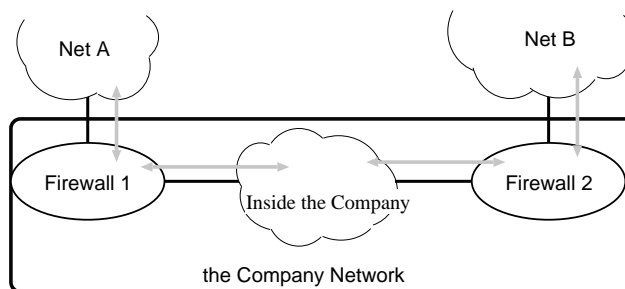 Net A
Net B
Firewall 1
Inside the Company
Firewall 2
the Company Network